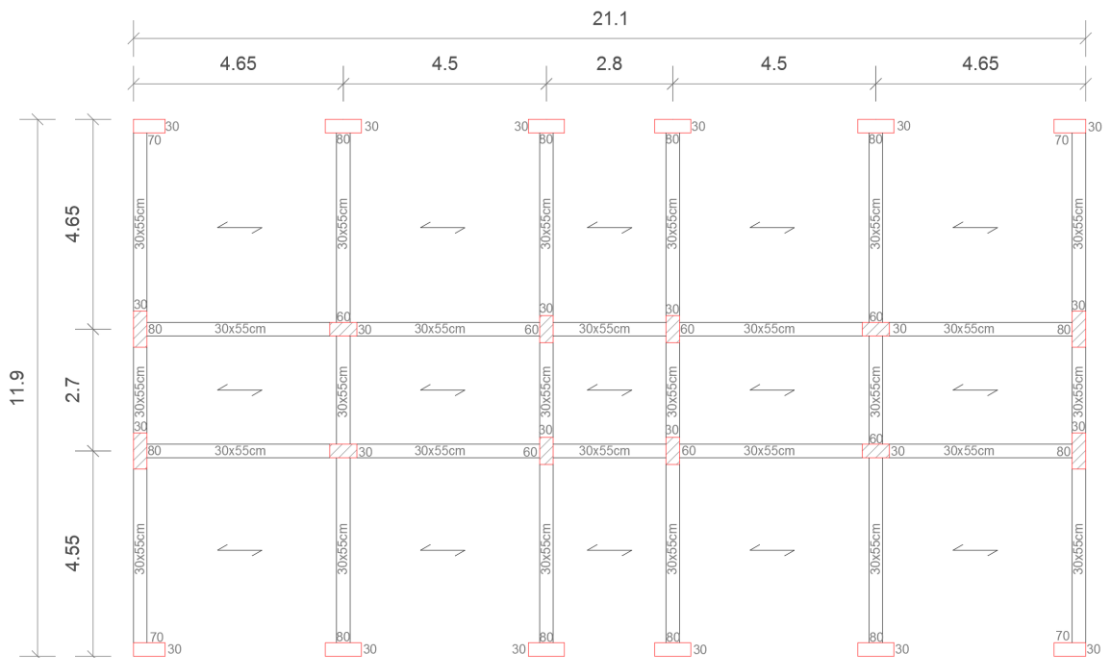 21.1
4.65 4.5 2.8 4.5 4.65
30 30 30 30 30 30
70 80 80 80 80 70
11.9
4.65
30x55cm 30x55cm 30x55cm 30x55cm 30x55cm 30x55cm
30 60 30 30 60 30
80 30x55cm 30 30x55cm 60 30x55cm 60 30x55cm 30 30x55cm 80
2.7
30x55cm 30x55cm 30x55cm 30x55cm 30x55cm 30x55cm
30 30 30 60 30
80 30x55cm 30 30x55cm 60 30x55cm 60 30x55cm 30 30x55cm 80
4.55
30x55cm 30x55cm 30x55cm 30x55cm 30x55cm 30x55cm
70 80 80 80 80 70
30 30 30 30 30 30